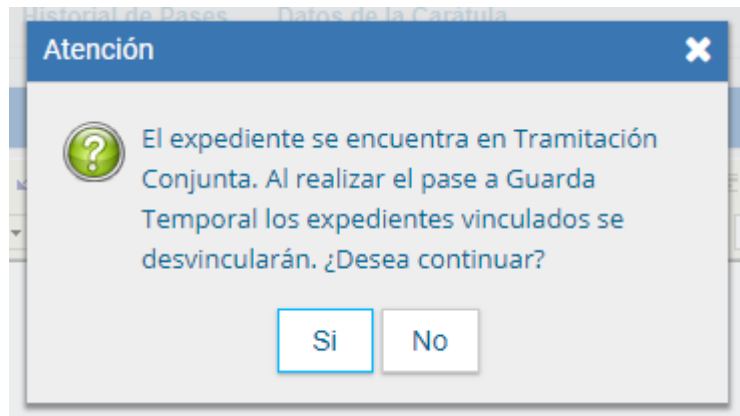 Historial de Pases Datos de la Carátula
Atención
El expediente se encuentra en Tramitación
Conjunta. Al realizar el pase a Guarda
Temporal los expedientes vinculados se
desvincularán. ¿Desea continuar?
Si No